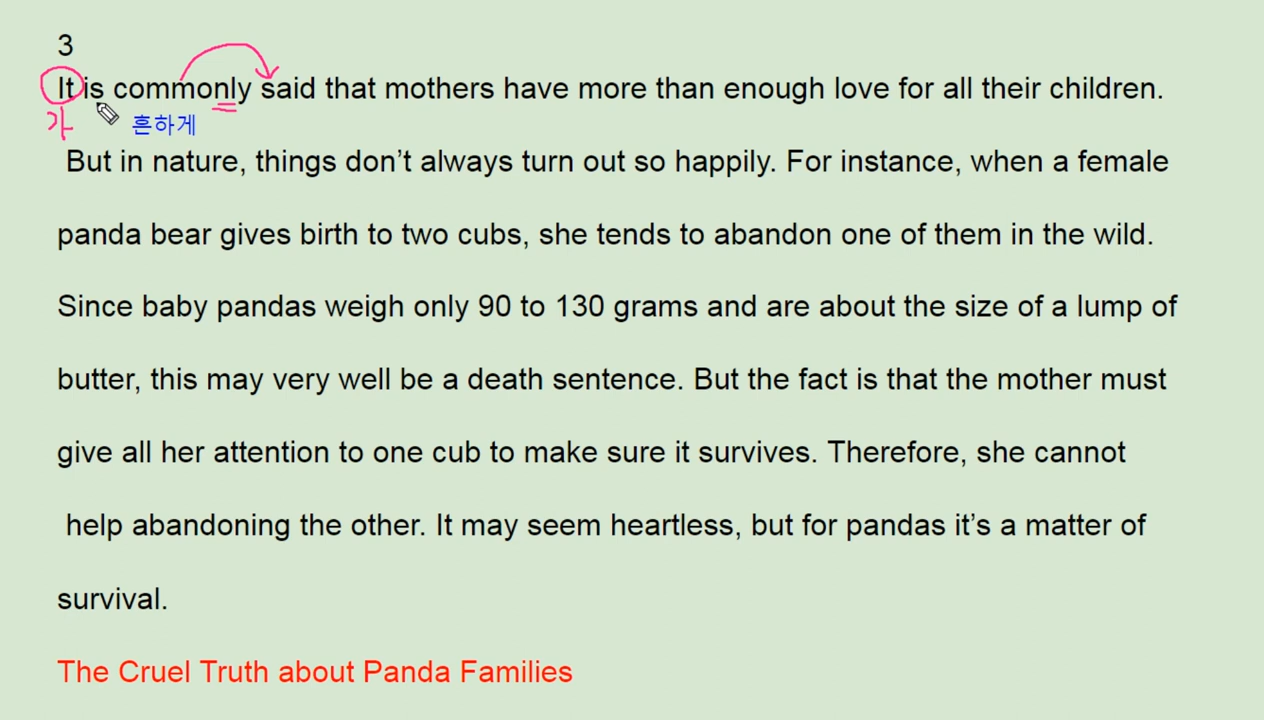 3
It is commonly said that mothers have more than enough love for all their children.
가 흔하게
But in nature, things don’t always turn out so happily. For instance, when a female
panda bear gives birth to two cubs, she tends to abandon one of them in the wild.
Since baby pandas weigh only 90 to 130 grams and are about the size of a lump of
butter, this may very well be a death sentence. But the fact is that the mother must
give all her attention to one cub to make sure it survives. Therefore, she cannot
help abandoning the other. It may seem heartless, but for pandas it’s a matter of
survival.
The Cruel Truth about Panda Families